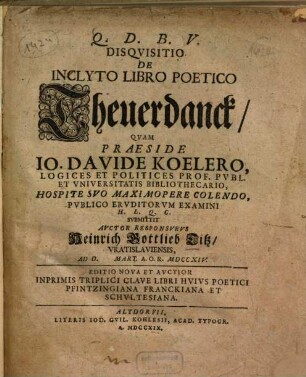 Q. D. B. V.
DISQVISITIO
DE
INCLYTO LIBRO POETICO
Theuerdanck/
QVAM
PRAESIDE
IO. DAVIDE KOELERO,
LOGICES ET POLITICES PROF. PVBL.
ET VNIVERSITATIS BIBLIOTHECARIO,
HOSPITE SVO MAXIMOPERE COLENDO,
PVBLICO ERVDITORVM EXAMINI
H. L. Q. C.
SVBMITTIT
AVCTOR RESPONSVRVS
Heinrich Gottlieb Titz/
VRATISLAVIENSIS,
AD D. MART. A. O. R. MDCCXIV.
EDITIO NOVA ET AVCTIOR
INPRIMIS TRIPLICI CLAVE LIBRI HVIVS POETICI
PFINTZINGIANA FRANCKIANA ET
SCHVLTESIANA.
ALTDORFII,
LITERIS IOD. GVIL. KOHLESII, ACAD. TYPOGR.
A. MDCCXIX.